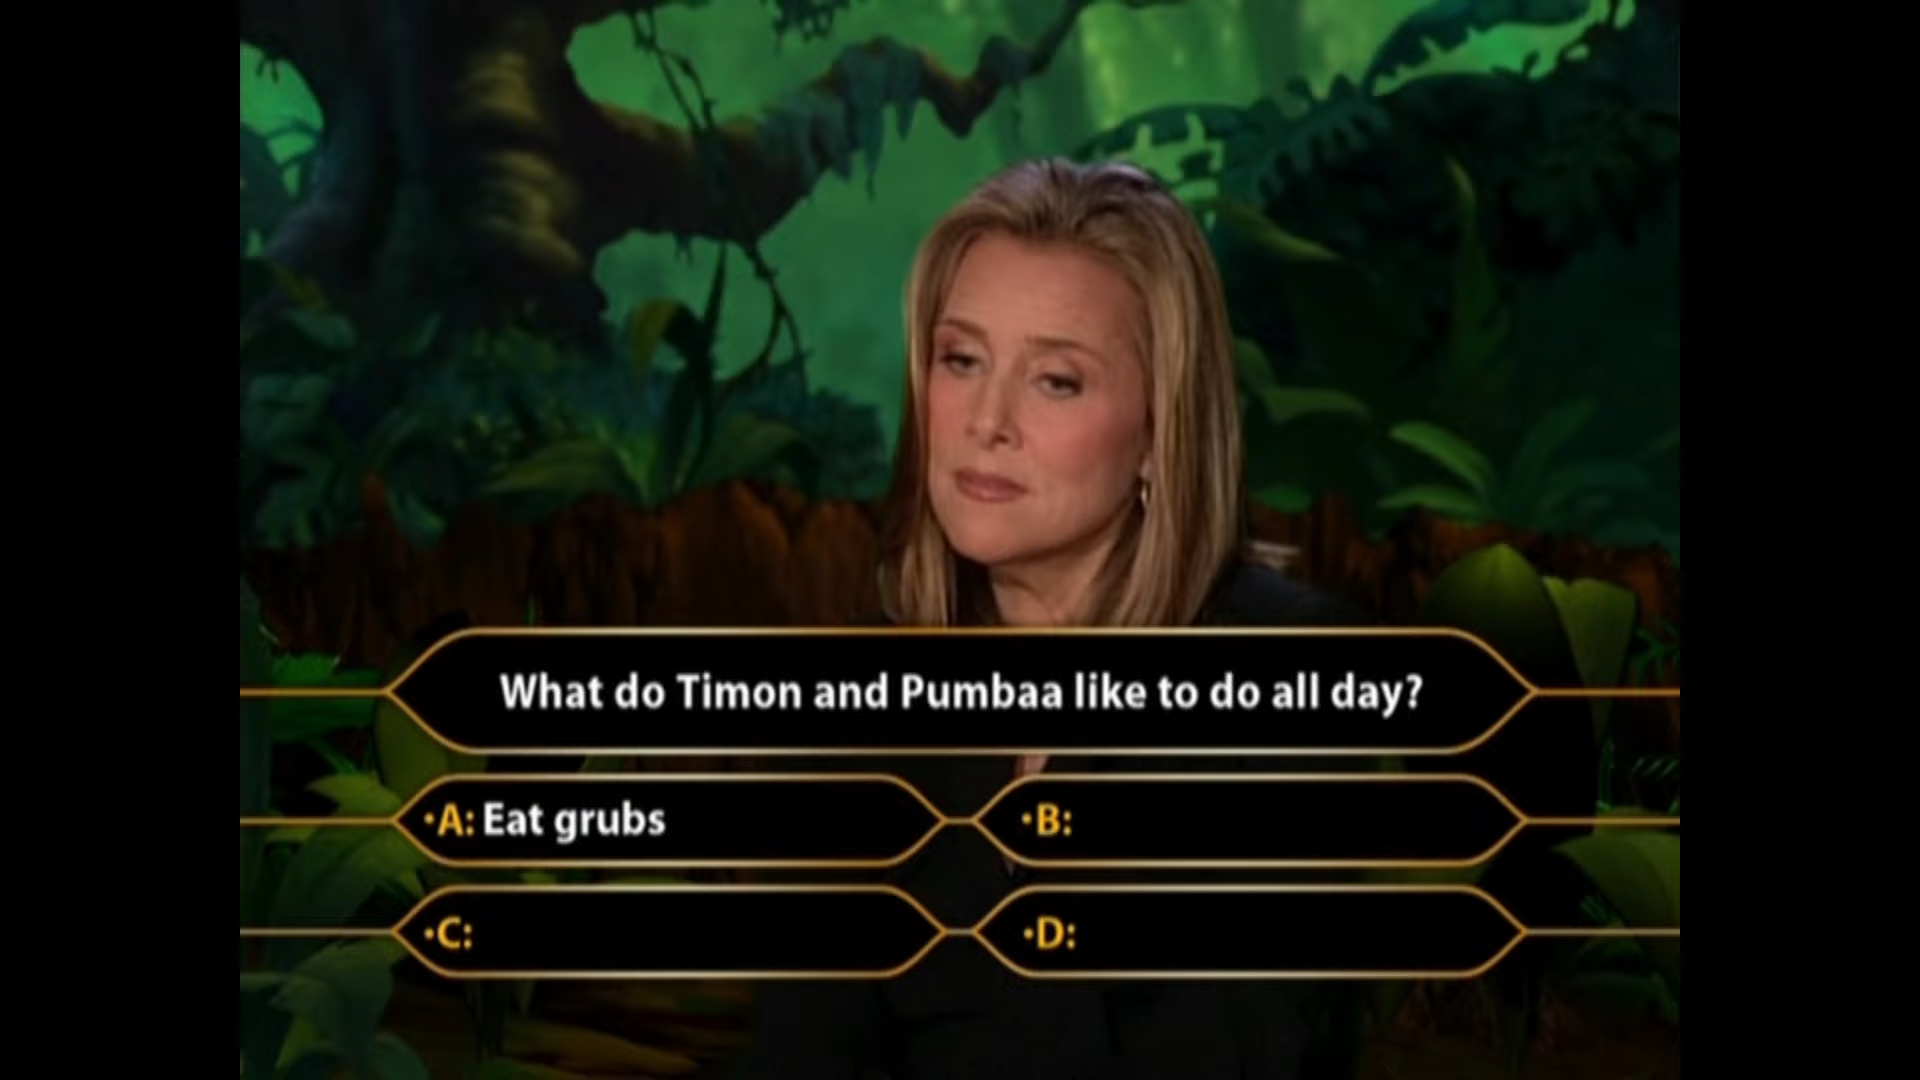 What do Timon and Pumbaa like to do all day?
•A: Eat grubs
•B:
•C:
•D: